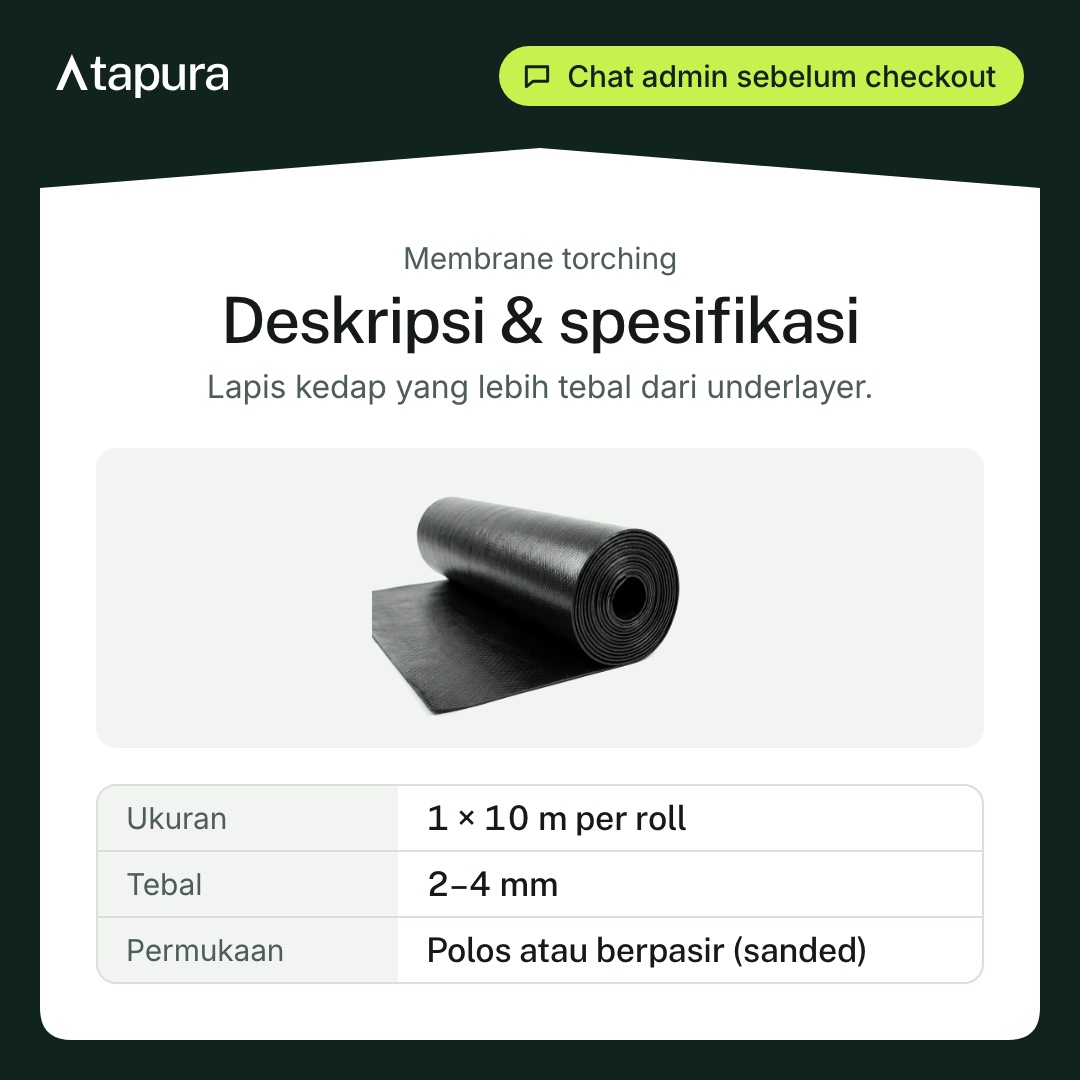 Atapura
Chat admin sebelum checkout
Membrane torching
Deskripsi & spesifikasi
Lapis kedap yang lebih tebal dari underlayer.
Ukuran 1 × 10 m per roll
Tebal 2–4 mm
Permukaan Polos atau berpasir (sanded)